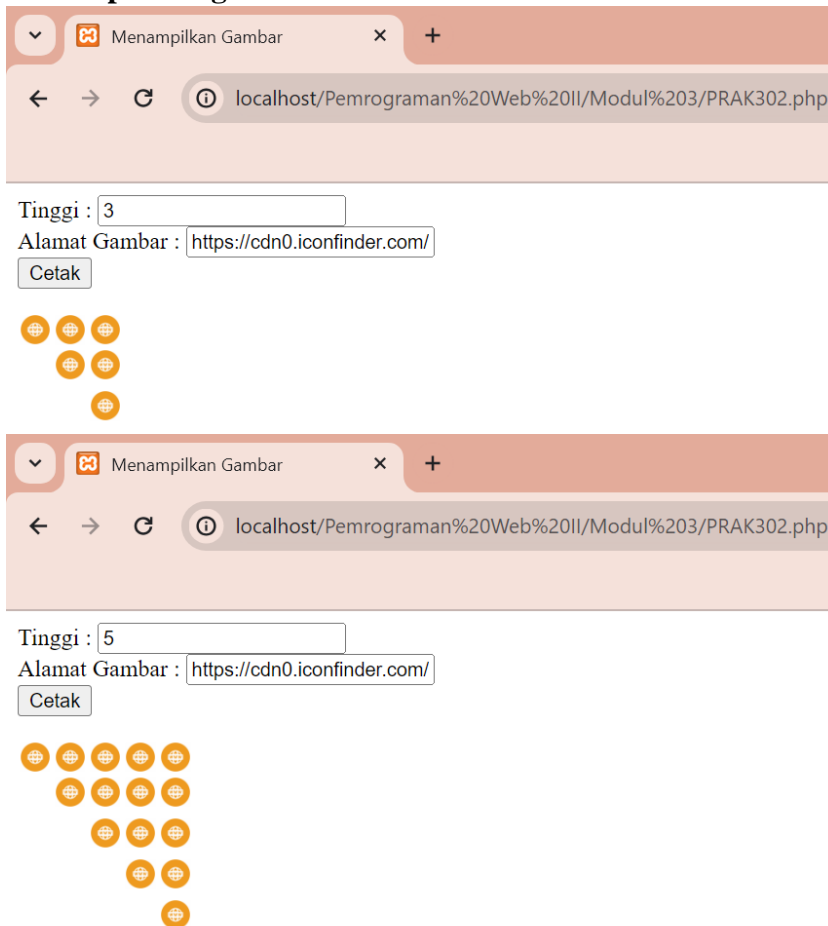 Menampilkan Gambar
localhost/Pemrograman%20Web%20II/Modul%203/PRAK302.php
Tinggi : 3
Alamat Gambar : https://cdn0.iconfinder.com/
Cetak
Menampilkan Gambar
localhost/Pemrograman%20Web%20II/Modul%203/PRAK302.php
Tinggi : 5
Alamat Gambar : https://cdn0.iconfinder.com/
Cetak